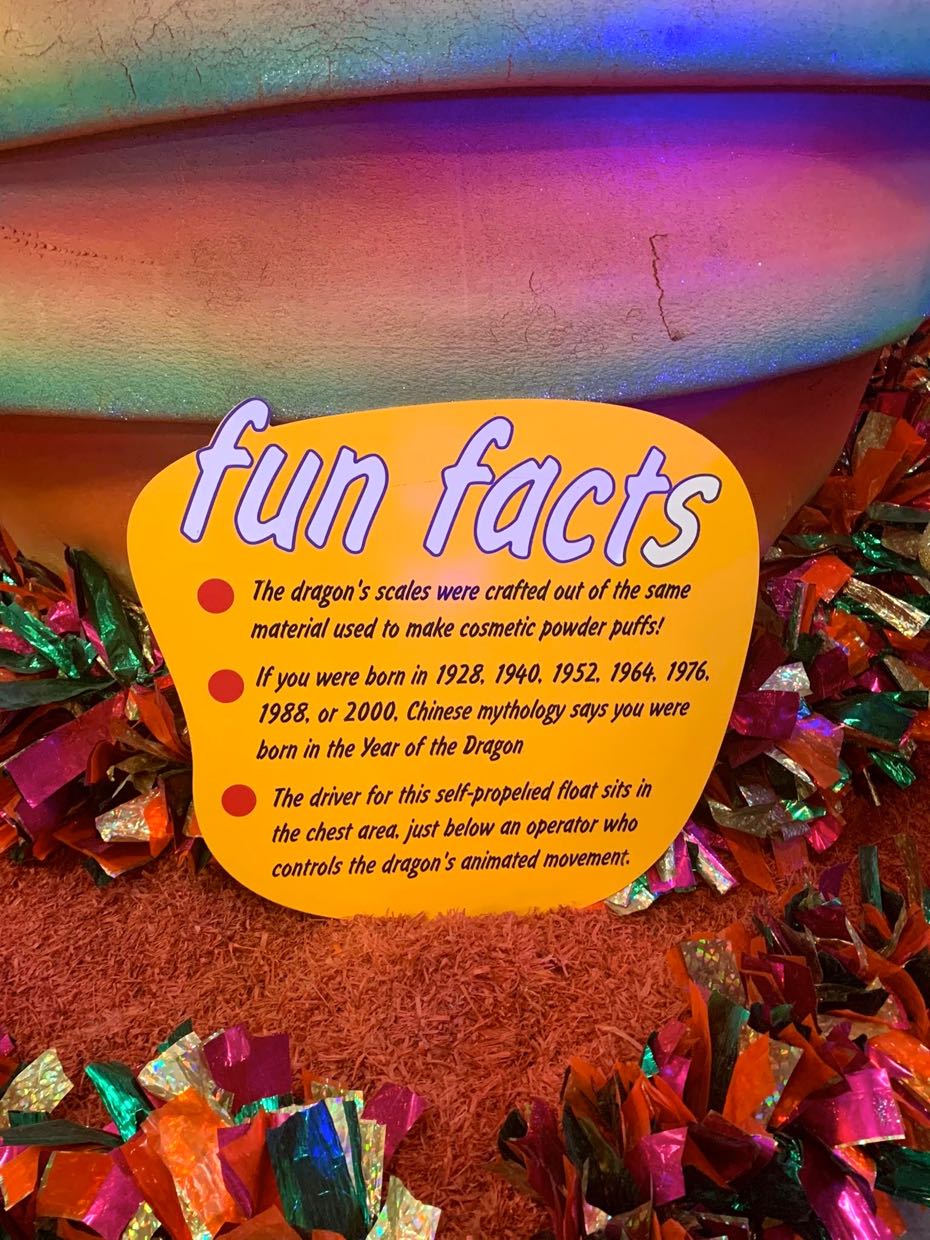 fun facts
The dragon's scales were crafted out of the same
material used to make cosmetic powder puffs!
If you were born in 1928, 1940, 1952, 1964, 1976,
1988, or 2000, Chinese mythology says you were
born in the Year of the Dragon
The driver for this self-propelled float sits in
the chest area, just below an operator who
controls the dragon's animated movement.